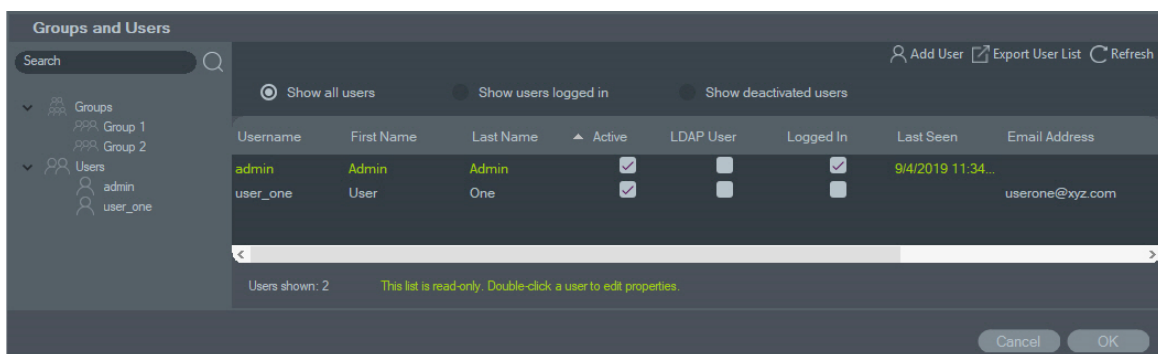 Groups and Users
Search
Add User Export User List Refresh
Show all users Show users logged in Show deactivated users
Groups
Group 1
Group 2
Users
admin
user_one
Username First Name Last Name Active LDAP User Logged In Last Seen Email Address
admin Admin Admin 9/4/2019 11:34...
user_one User One userone@xyz.com
Users shown: 2 This list is read-only. Double-click a user to edit properties.
Cancel OK